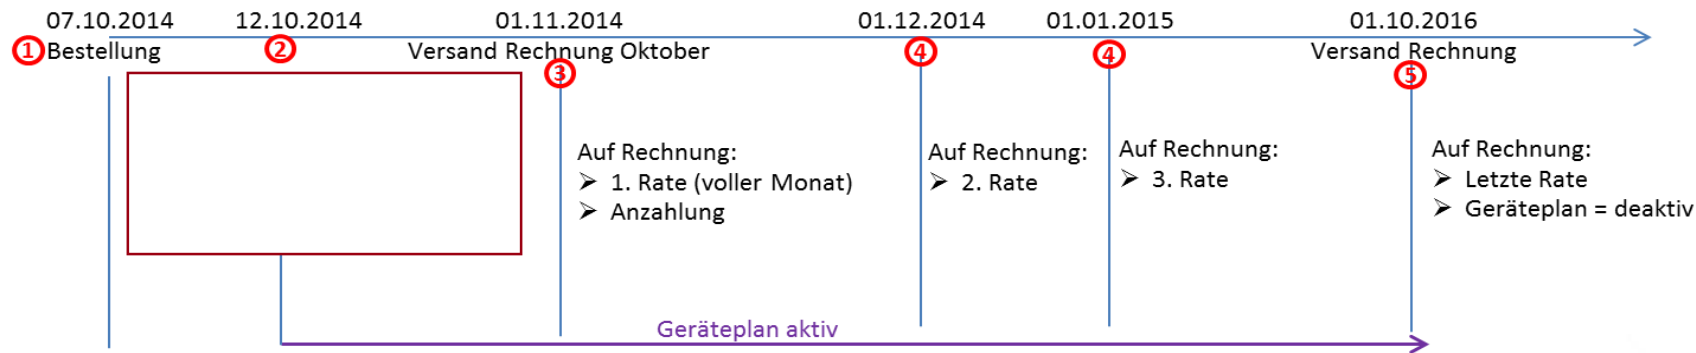 07.10.2014 12.10.2014 01.11.2014 01.12.2014 01.01.2015 01.10.2016
1 Bestellung 2 Versand Rechnung Oktober 4 4 Versand Rechnung
3 5
Auf Rechnung:
➢ 1. Rate (voller Monat)
➢ Anzahlung
Auf Rechnung:
➢ 2. Rate
Auf Rechnung:
➢ 3. Rate
Auf Rechnung:
➢ Letzte Rate
➢ Geräteplan = deaktiv
Geräteplan aktiv